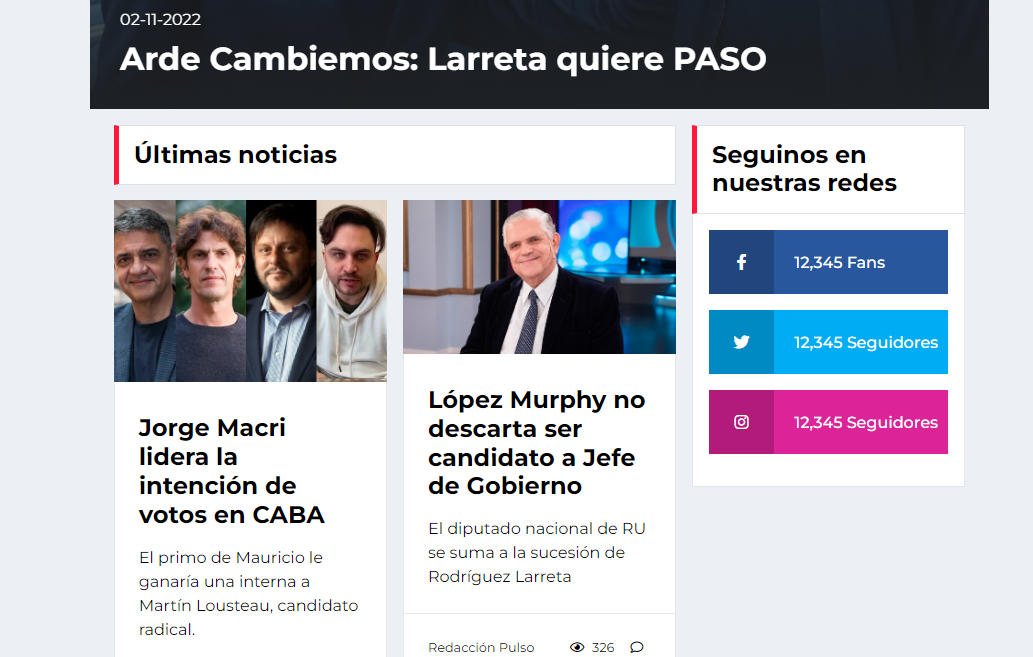 02-11-2022
Arde Cambiemos: Larreta quiere PASO
Últimas noticias
Jorge Macri
lidera la
intención de
votos en CABA
El primo de Mauricio le
ganaría una interna a
Martín Lousteau, candidato
radical.
López Murphy no
descarta ser
candidato a Jefe
de Gobierno
El diputado nacional de RU
se suma a la sucesión de
Rodríguez Larreta
Redacción Pulso 326
Seguinos en
nuestras redes
12,345 Fans
12,345 Seguidores
12,345 Seguidores